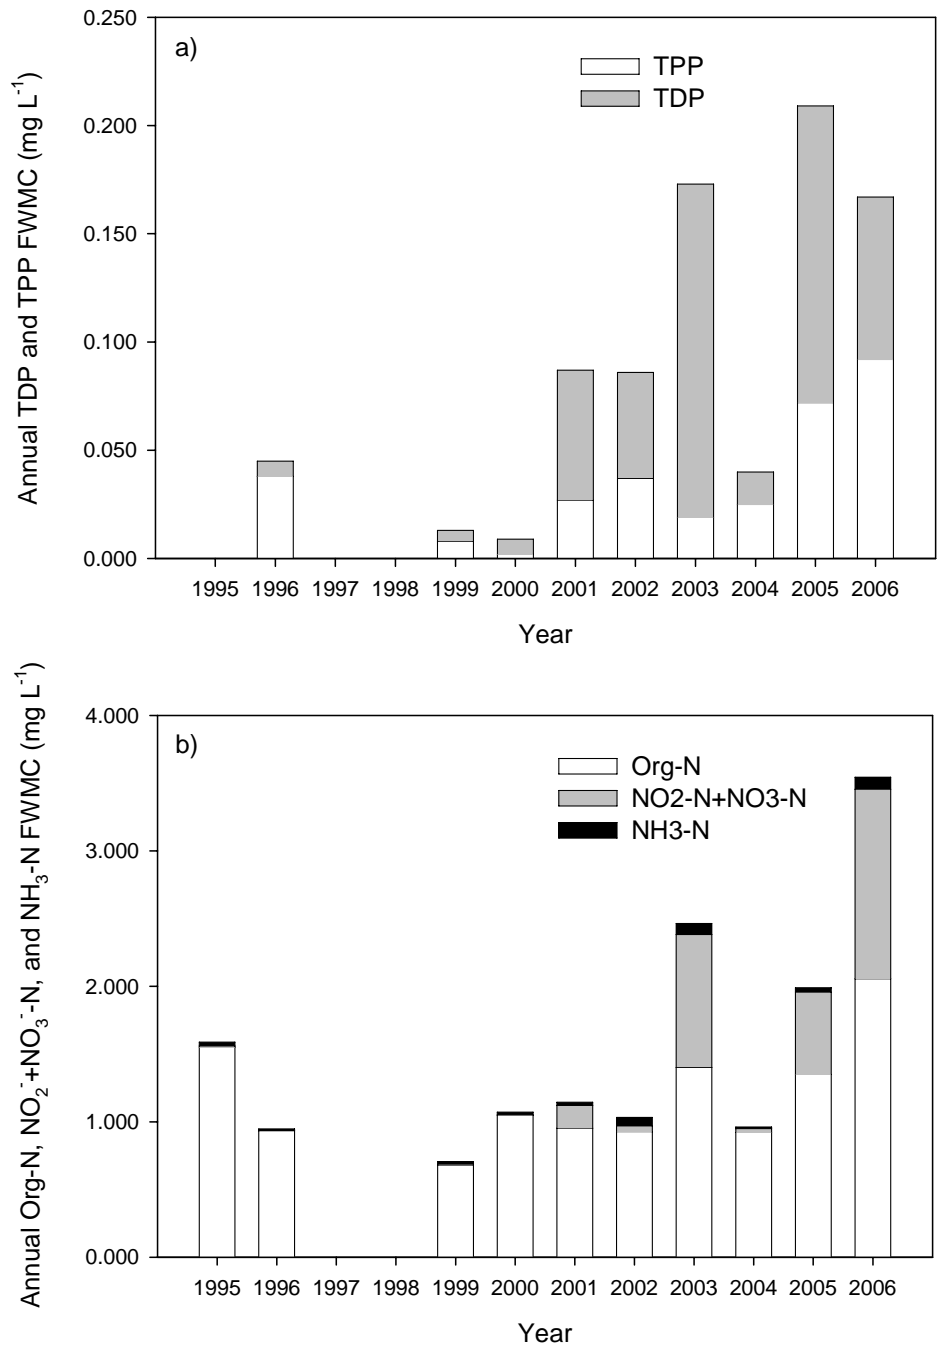 a)
TPP
TDP
Annual TDP and TPP FWMC (mg L⁻¹)
0.250
0.200
0.150
0.100
0.050
0.000
1995 1996 1997 1998 1999 2000 2001 2002 2003 2004 2005 2006
Year
b)
Org-N
NO2-N+NO3-N
NH3-N
Annual Org-N, NO₂⁻+NO₃⁻-N, and NH₃-N FWMC (mg L⁻¹)
4.000
3.000
2.000
1.000
0.000
1995 1996 1997 1998 1999 2000 2001 2002 2003 2004 2005 2006
Year